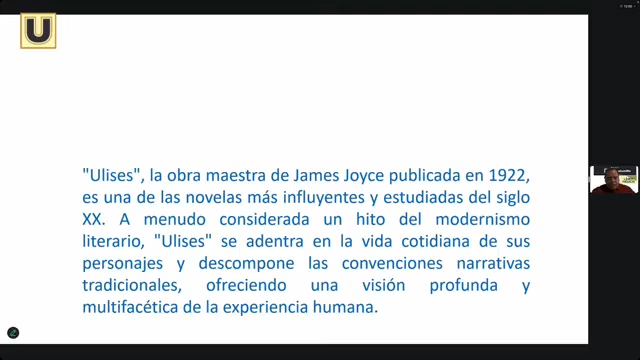 U
"Ulises", la obra maestra de James Joyce publicada en 1922,
es una de las novelas más influyentes y estudiadas del siglo
XX. A menudo considerada un hito del modernismo
literario, "Ulises" se adentra en la vida cotidiana de sus
personajes y descompone las convenciones narrativas
tradicionales, ofreciendo una visión profunda y
multifacética de la experiencia humana.